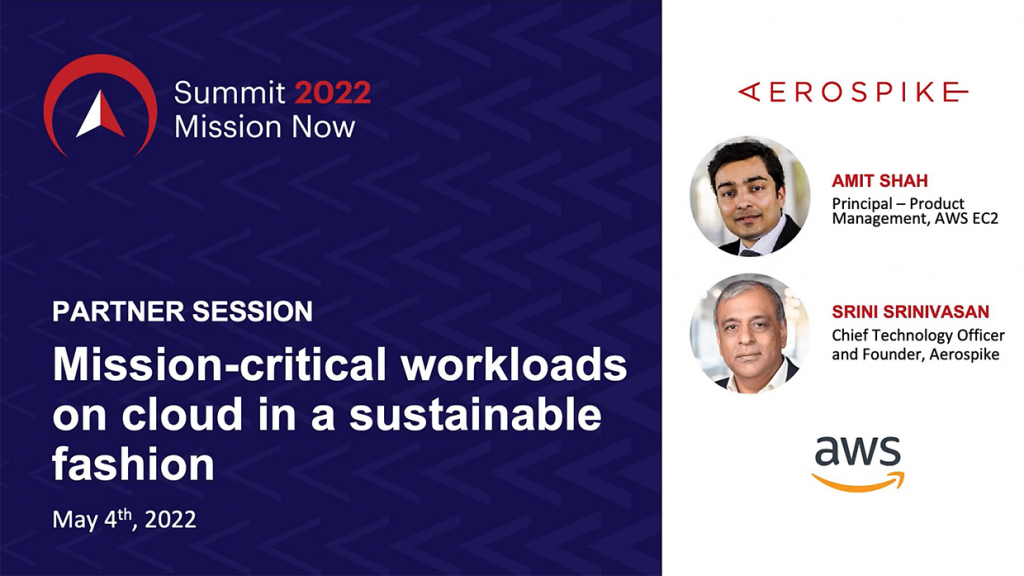 Summit 2022
Mission Now
PARTNER SESSION
Mission-critical workloads
on cloud in a sustainable
fashion
May 4th, 2022
AEROSPIKE
AMIT SHAH
Principal – Product
Management, AWS EC2
SRINI SRINIVASAN
Chief Technology Officer
and Founder, Aerospike
aws